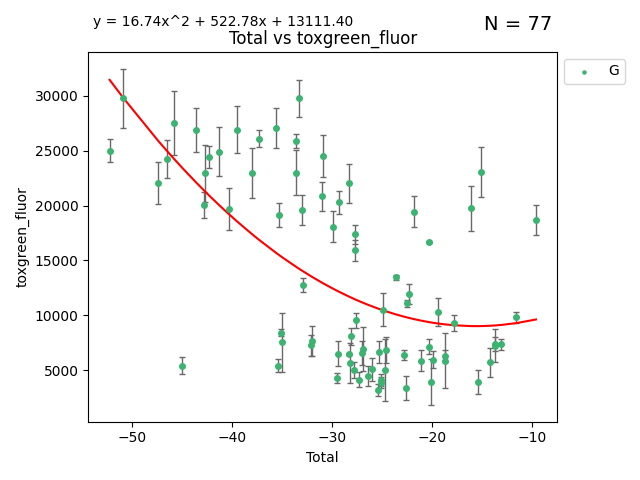 y = 16.74x^2 + 522.78x + 13111.40
N = 77
Total vs toxgreen_fluor
G
30000
25000
20000
15000
10000
5000
toxgreen_fluor
−50 −40 −30 −20 −10
Total